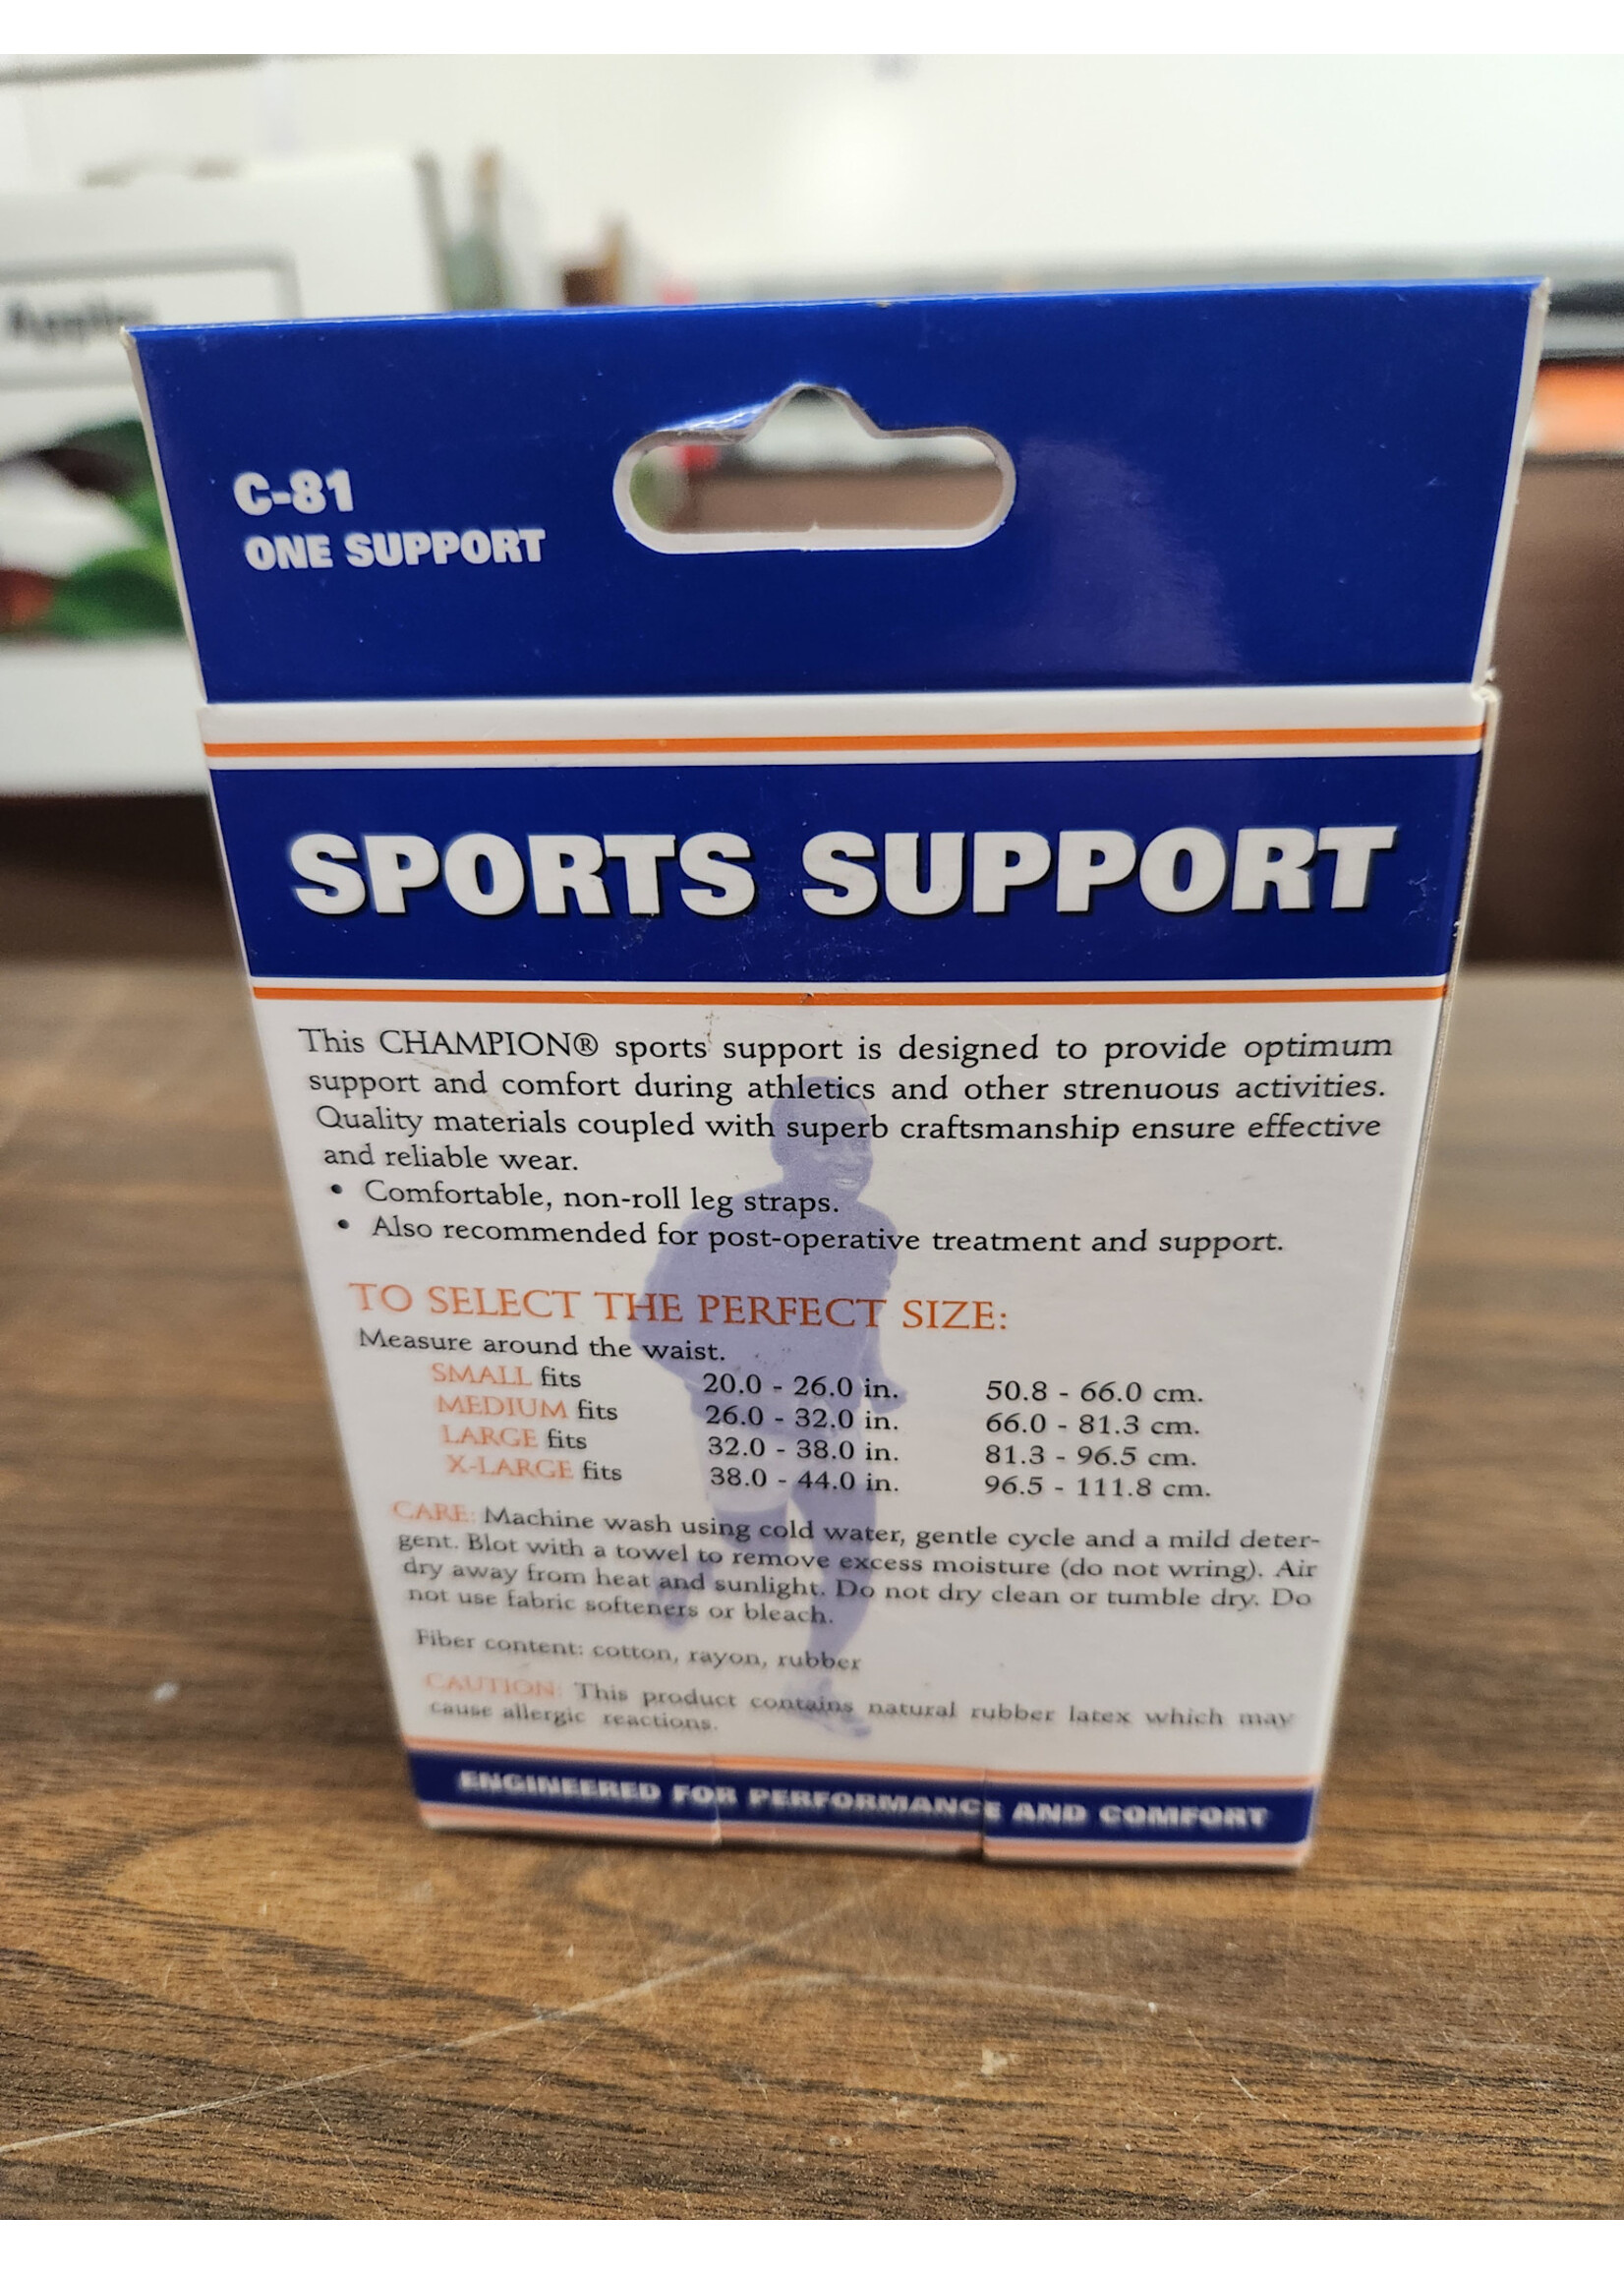 C-81
ONE SUPPORT
SPORTS SUPPORT
This CHAMPION® sports support is designed to provide optimum
support and comfort during athletics and other strenuous activities.
Quality materials coupled with superb craftsmanship ensure effective
and reliable wear.
• Comfortable, non-roll leg straps.
• Also recommended for post-operative treatment and support.
TO SELECT THE PERFECT SIZE:
Measure around the waist.
SMALL fits 20.0 - 26.0 in. 50.8 - 66.0 cm.
MEDIUM fits 26.0 - 32.0 in. 66.0 - 81.3 cm.
LARGE fits 32.0 - 38.0 in. 81.3 - 96.5 cm.
X-LARGE fits 38.0 - 44.0 in. 96.5 - 111.8 cm.
CARE: Machine wash using cold water, gentle cycle and a mild deter-
gent. Blot with a towel to remove excess moisture (do not wring). Air
dry away from heat and sunlight. Do not dry clean or tumble dry. Do
not use fabric softeners or bleach.
Fiber content: cotton, rayon, rubber
CAUTION: This product contains natural rubber latex which may
cause allergic reactions.
ENGINEERED FOR PERFORMANCE AND COMFORT